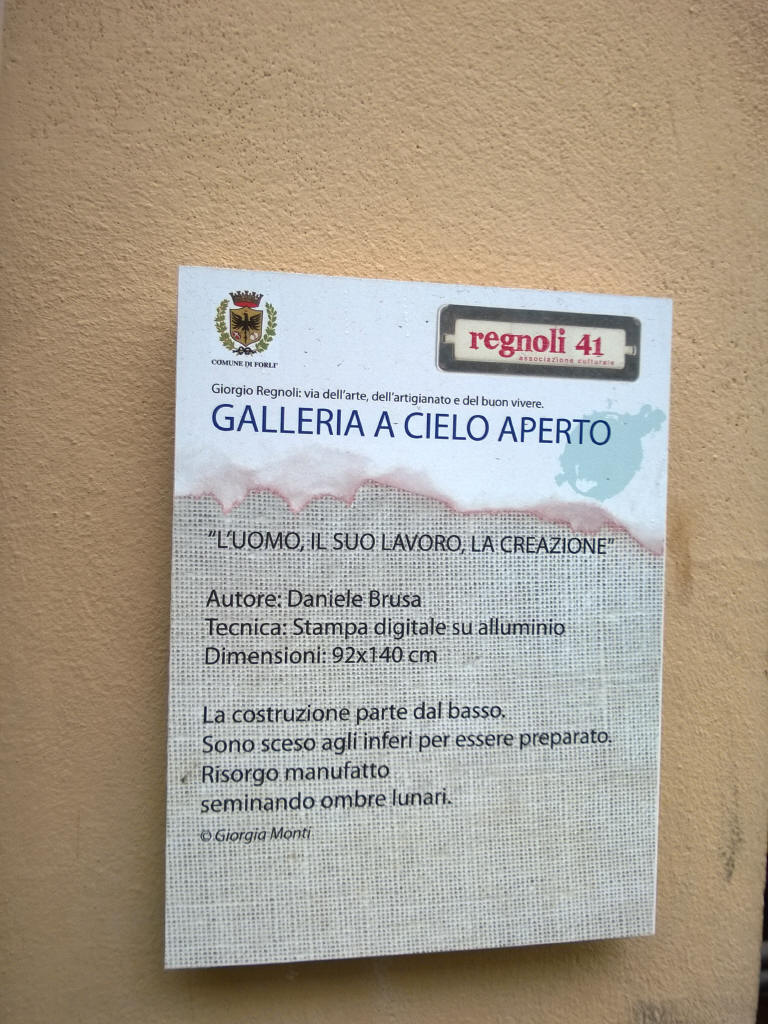 COMUNE DI FORLI'
regnoli 41
associazione culturale
Giorgio Regnoli: via dell'arte, dell'artigianato e del buon vivere.
GALLERIA A CIELO APERTO
"L'UOMO, IL SUO LAVORO, LA CREAZIONE"
Autore: Daniele Brusa
Tecnica: Stampa digitale su alluminio
Dimensioni: 92x140 cm
La costruzione parte dal basso.
Sono sceso agli inferi per essere preparato.
Risorgo manufatto
seminando ombre lunari.
© Giorgia Monti